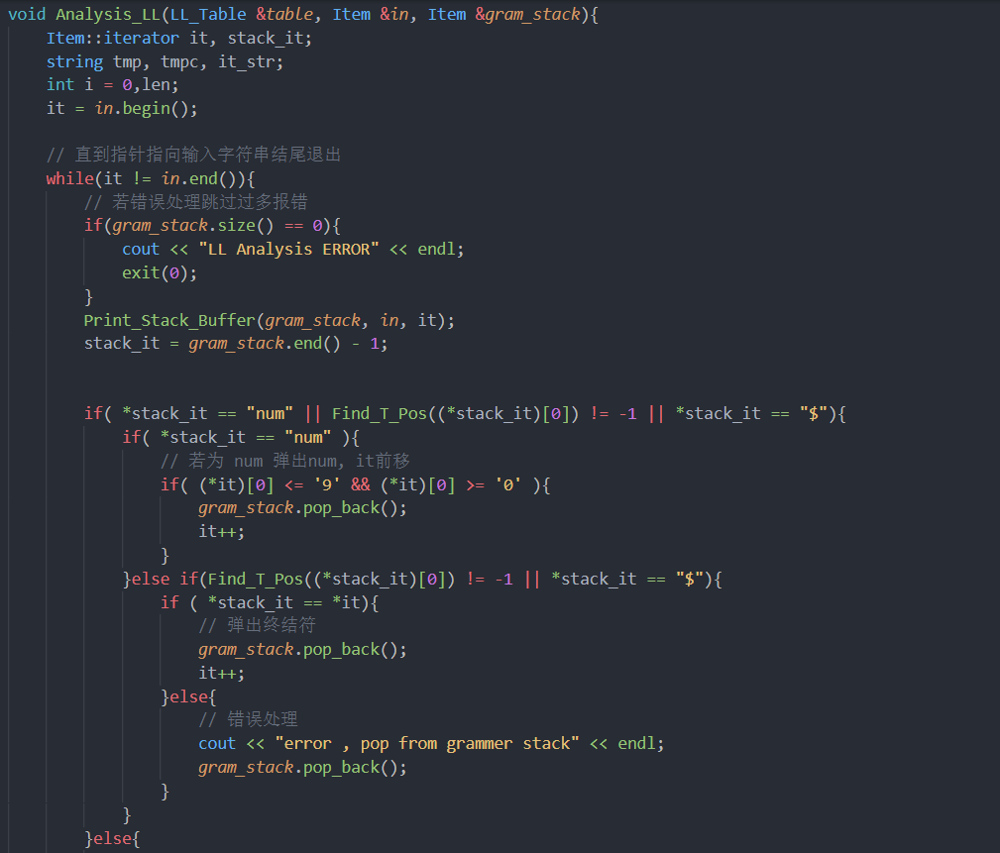 void Analysis_LL(LL_Table &table, Item &in, Item &gram_stack){
    Item::iterator it, stack_it;
    string tmp, tmpc, it_str;
    int i = 0,len;
    it = in.begin();

    // 直到指针指向输入字符串结尾退出
    while(it != in.end()){
        // 若错误处理跳过过多报错
        if(gram_stack.size() == 0){
            cout << "LL Analysis ERROR" << endl;
            exit(0);
        }
        Print_Stack_Buffer(gram_stack, in, it);
        stack_it = gram_stack.end() - 1;


        if( *stack_it == "num" || Find_T_Pos((*stack_it)[0]) != -1 || *stack_it == "$"){
            if( *stack_it == "num" ){
                // 若为 num 弹出num, it前移
                if( (*it)[0] <= '9' && (*it)[0] >= '0' ){
                    gram_stack.pop_back();
                    it++;
                }
            }else if(Find_T_Pos((*stack_it)[0]) != -1 || *stack_it == "$"){
                if ( *stack_it == *it){
                    // 弹出终结符
                    gram_stack.pop_back();
                    it++;
                }else{
                    // 错误处理
                    cout << "error , pop from grammer stack" << endl;
                    gram_stack.pop_back();
                }
            }
        }else{